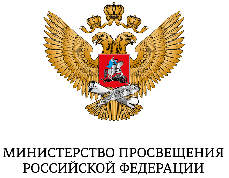 МИНИСТЕРСТВО ПРОСВЕЩЕНИЯ
РОССИЙСКОЙ ФЕДЕРАЦИИ